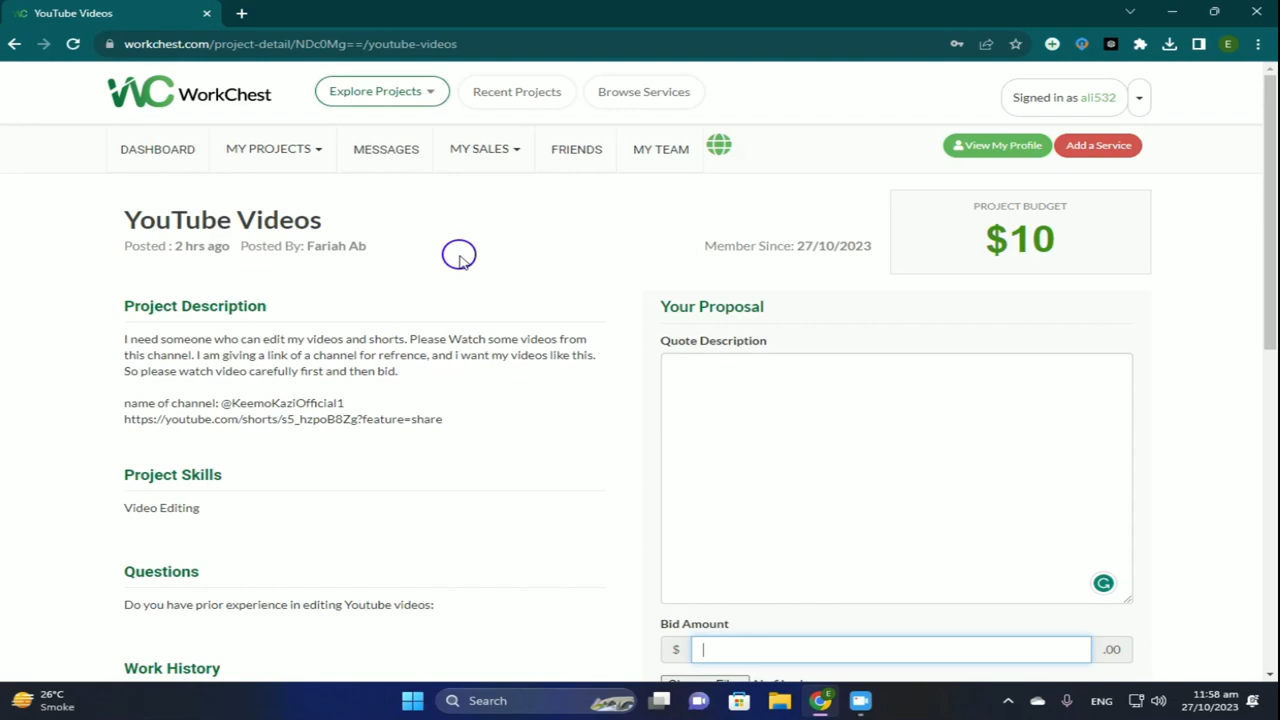 YouTube Videos
workchest.com/project-detail/NDc0Mg==/youtube-videos
E
WC WorkChest
Explore Projects
Recent Projects
Browse Services
Signed in as ali532
DASHBOARD
MY PROJECTS
MESSAGES
MY SALES
FRIENDS
MY TEAM
View My Profile
Add a Service
YouTube Videos
Posted : 2 hrs ago Posted By: Fariah Ab
Member Since: 27/10/2023
PROJECT BUDGET
$10
Project Description
I need someone who can edit my videos and shorts. Please Watch some videos from
this channel. I am giving a link of a channel for refrence, and i want my videos like this.
So please watch video carefully first and then bid.
name of channel: @KeemoKaziOfficial1
https://youtube.com/shorts/s5_hzpoB8Zg?feature=share
Project Skills
Video Editing
Questions
Do you have prior experience in editing Youtube videos:
Work History
Your Proposal
Quote Description
Bid Amount
$
.00
26°C
Smoke
Search
ENG
11:58 am
27/10/2023